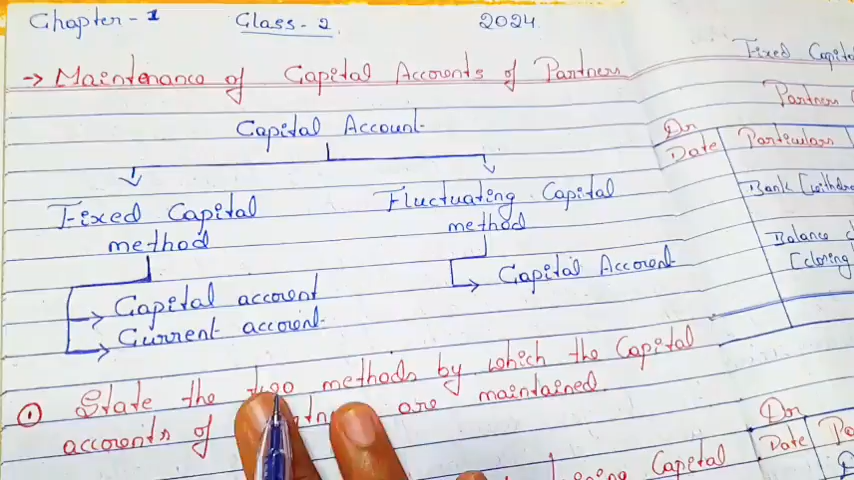 Chapter - 1 Class - 2 2024
→ Maintenance of Capital Accounts of Partners
Capital Account
Fixed Capital method
Fluctuating Capital method
Capital account
Current account
Capital Account
① State the two methods by which the Capital
accounts of are maintained.
Capital
Fixed Capital
Partners
Dr
Date Particulars
Bank
Balance
[closing
Dr
Date